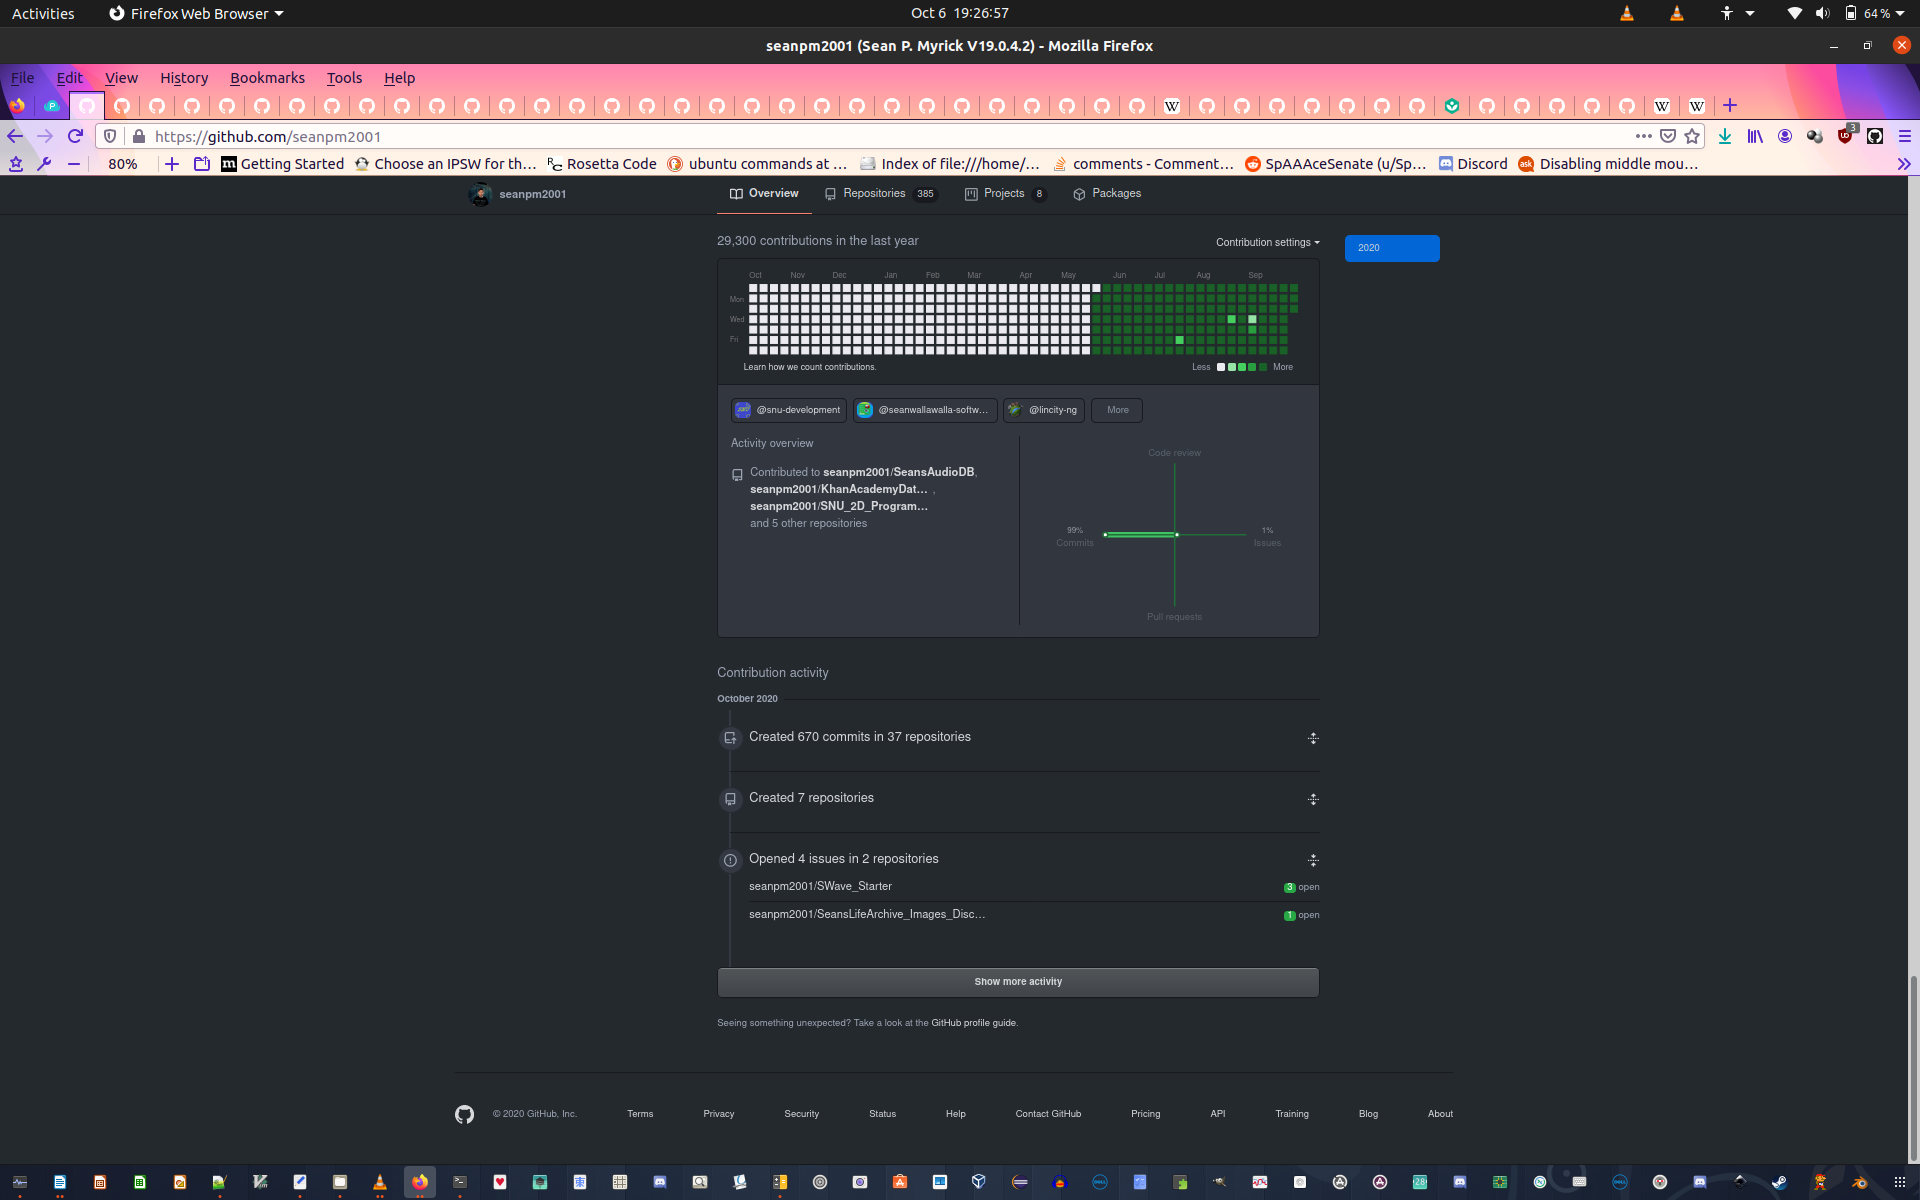 Activities
Firefox Web Browser
Oct 6 19:26:57
64 %
seanpm2001 (Sean P. Myrick V19.0.4.2) - Mozilla Firefox
File Edit View History Bookmarks Tools Help
https://github.com/seanpm2001
3
80%
Getting Started
Choose an IPSW for th…
Rosetta Code
ubuntu commands at …
Index of file:///home/…
comments - Comment…
SpAAAceSenate (u/Sp…
Discord
Disabling middle mou…
seanpm2001
Overview
Repositories 385
Projects 8
Packages
29,300 contributions in the last year
Contribution settings
2020
Oct Nov Dec Jan Feb Mar Apr May Jun Jul Aug Sep
Mon
Wed
Fri
Learn how we count contributions.
Less More
@snu-development
@seanwallawalla-softw…
@lincity-ng
More
Activity overview
Contributed to seanpm2001/SeansAudioDB,
seanpm2001/KhanAcademyDat… ,
seanpm2001/SNU_2D_Program…
and 5 other repositories
Code review
99%
Commits
1%
Issues
Pull requests
Contribution activity
October 2020
Created 670 commits in 37 repositories
Created 7 repositories
Opened 4 issues in 2 repositories
seanpm2001/SWave_Starter
3 open
seanpm2001/SeansLifeArchive_Images_Disc…
1 open
Show more activity
Seeing something unexpected? Take a look at the GitHub profile guide.
© 2020 GitHub, Inc.
Terms
Privacy
Security
Status
Help
Contact GitHub
Pricing
API
Training
Blog
About